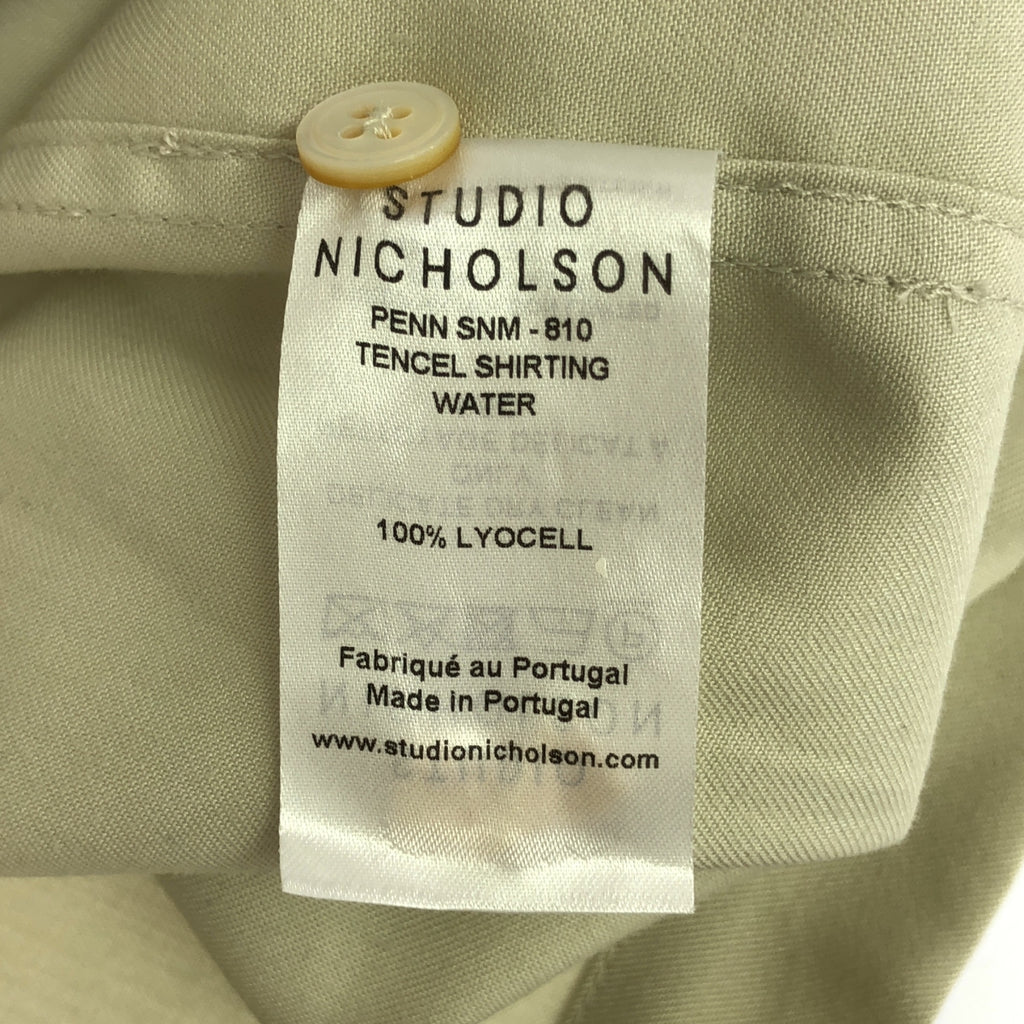 STUDIO
NICHOLSON
PENN SNM - 810
TENCEL SHIRTING
WATER
100% LYOCELL
Fabriqué au Portugal
Made in Portugal
www.studionicholson.com